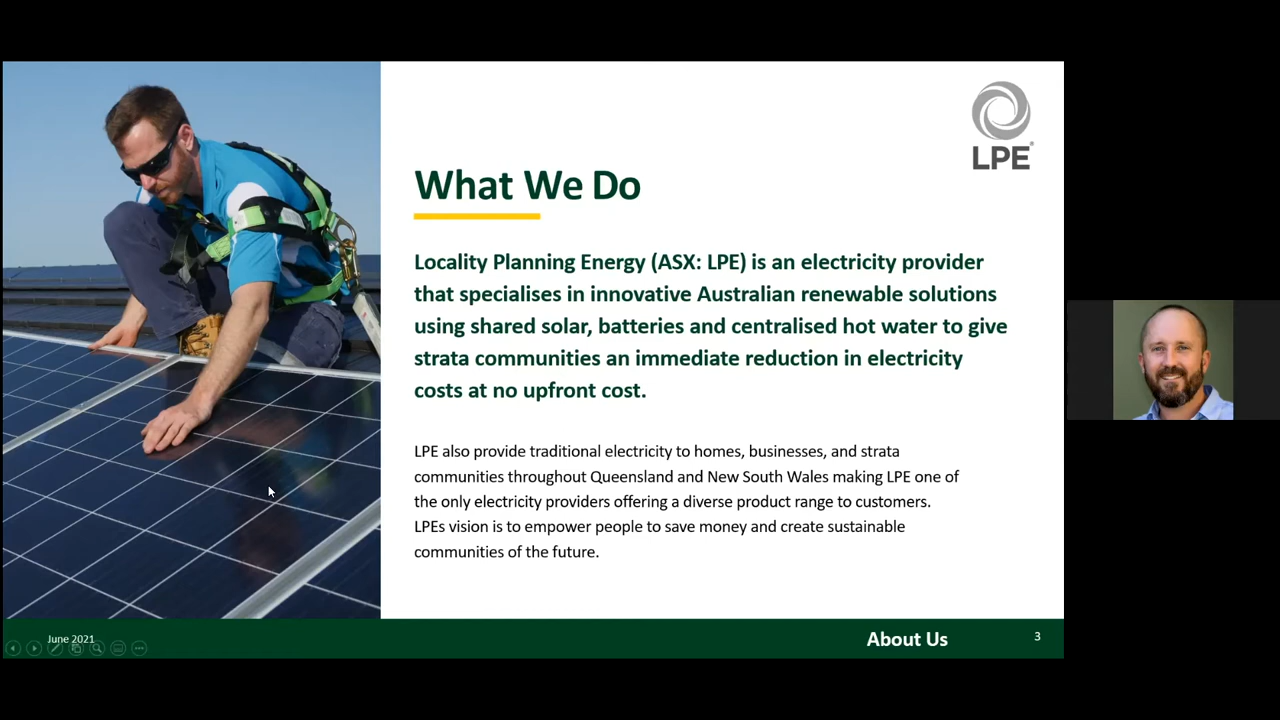 LPE
What We Do
Locality Planning Energy (ASX: LPE) is an electricity provider
that specialises in innovative Australian renewable solutions
using shared solar, batteries and centralised hot water to give
strata communities an immediate reduction in electricity
costs at no upfront cost.
LPE also provide traditional electricity to homes, businesses, and strata
communities throughout Queensland and New South Wales making LPE one of
the only electricity providers offering a diverse product range to customers.
LPEs vision is to empower people to save money and create sustainable
communities of the future.
June 2021
About Us
3